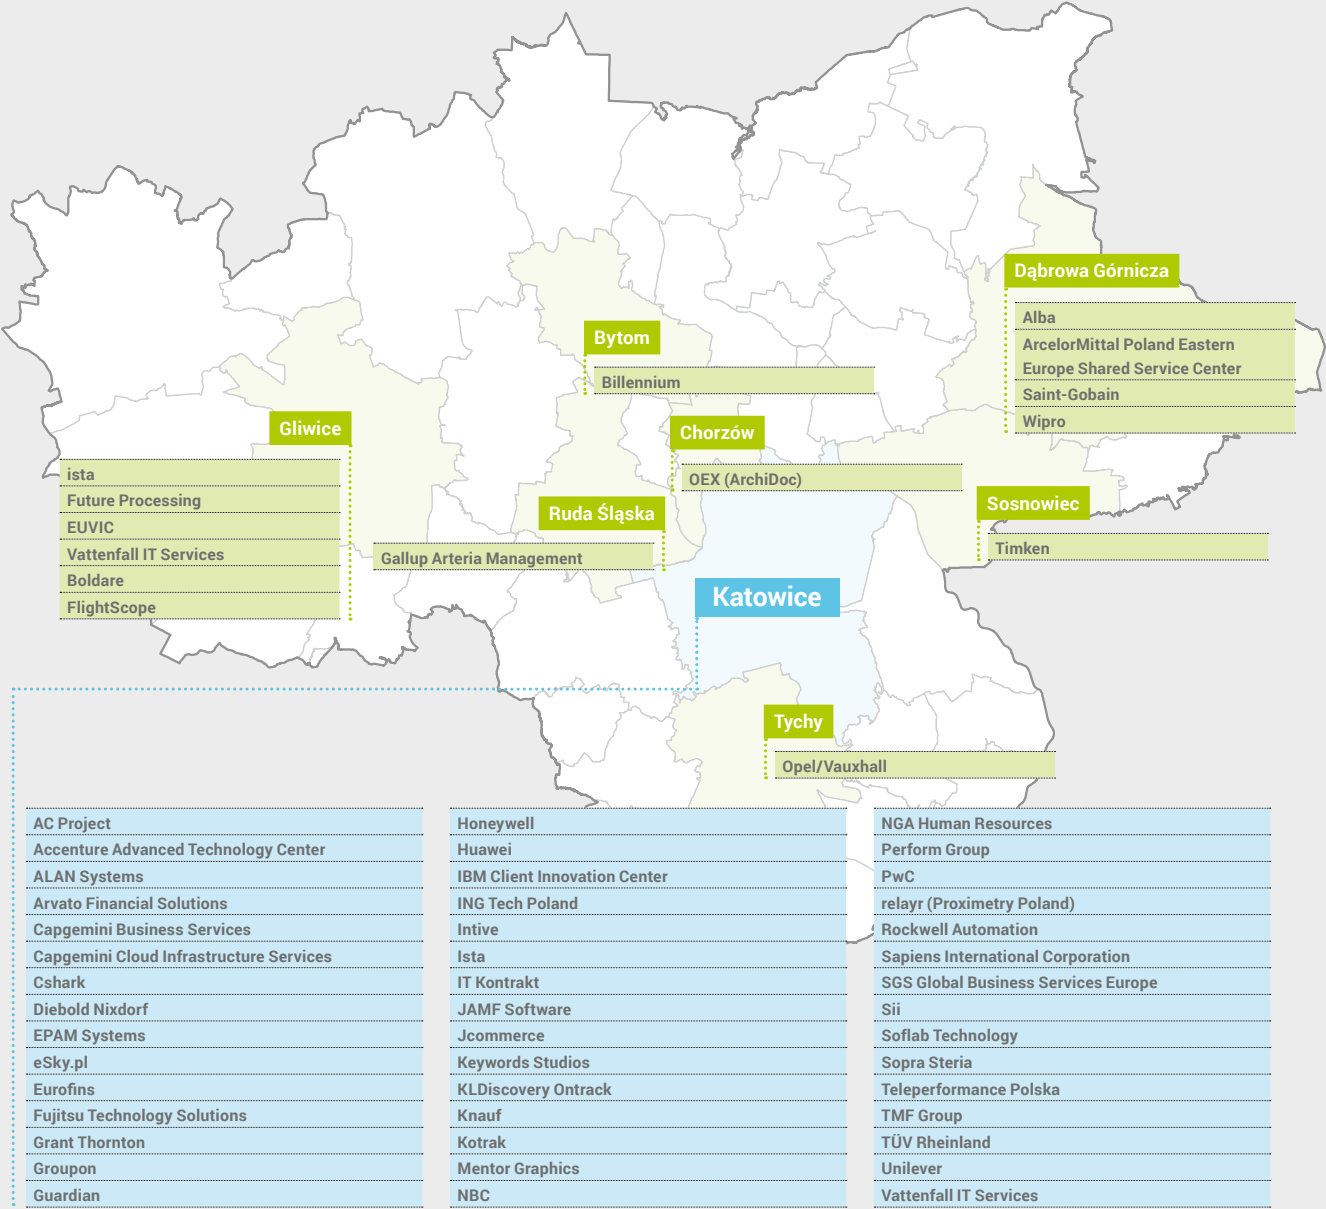 Dąbrowa Górnicza
Alba
ArcelorMittal Poland Eastern
Europe Shared Service Center
Saint-Gobain
Wipro
Bytom
Billennium
Gliwice
ista
Future Processing
EUVIC
Vattenfall IT Services
Boldare
FlightScope
Chorzów
OEX (ArchiDoc)
Ruda Śląska
Gallup Arteria Management
Sosnowiec
Timken
Katowice
Tychy
Opel/Vauxhall
AC Project
Accenture Advanced Technology Center
ALAN Systems
Arvato Financial Solutions
Capgemini Business Services
Capgemini Cloud Infrastructure Services
Cshark
Diebold Nixdorf
EPAM Systems
eSky.pl
Eurofins
Fujitsu Technology Solutions
Grant Thornton
Groupon
Guardian
Honeywell
Huawei
IBM Client Innovation Center
ING Tech Poland
Intive
Ista
IT Kontrakt
JAMF Software
Jcommerce
Keywords Studios
KLDiscovery Ontrack
Knauf
Kotrak
Mentor Graphics
NBC
NGA Human Resources
Perform Group
PwC
relayr (Proximetry Poland)
Rockwell Automation
Sapiens International Corporation
SGS Global Business Services Europe
Sii
Soflab Technology
Sopra Steria
Teleperformance Polska
TMF Group
TÜV Rheinland
Unilever
Vattenfall IT Services